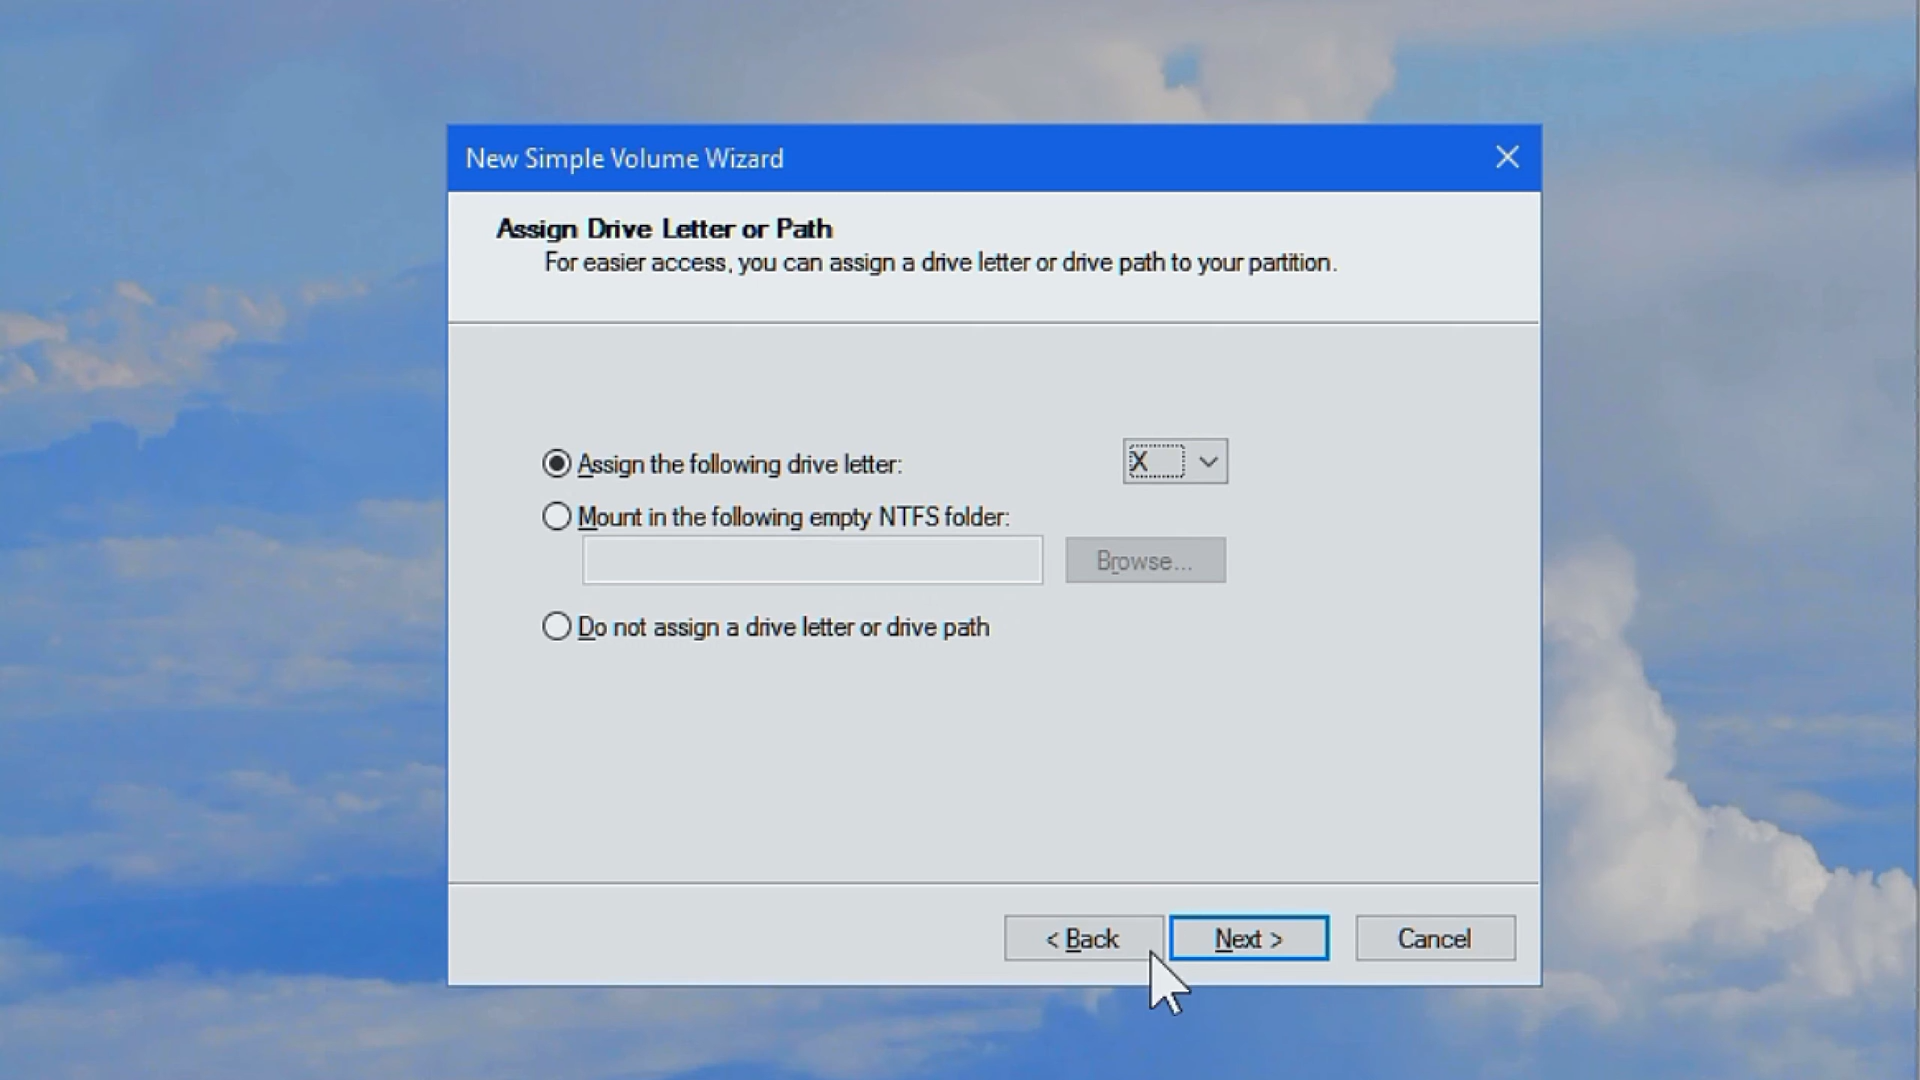 New Simple Volume Wizard
Assign Drive Letter or Path
For easier access, you can assign a drive letter or drive path to your partition.
Assign the following drive letter: X
Mount in the following empty NTFS folder:
Browse...
Do not assign a drive letter or drive path
< Back Next > Cancel